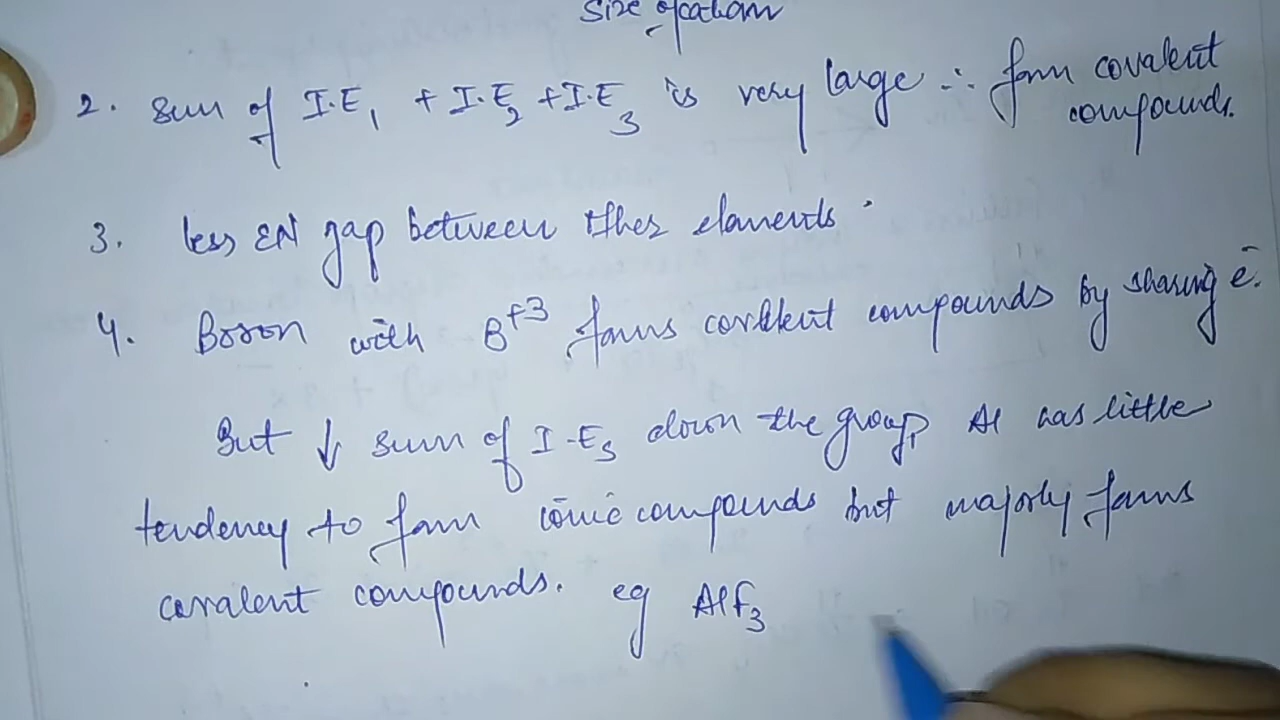 Size of cation
2. Sum of I.E1 + I.E2 + I.E3 is very large ∴ form covalent
compounds.
3. less EN gap between ther elements.
4. Boron with B+3 forms covalent compounds by sharing e-.
But ↓ sum of I.Es down the group, Al has little
tendency to form ionic compounds but majorly forms
covalent compounds. eg AlF3